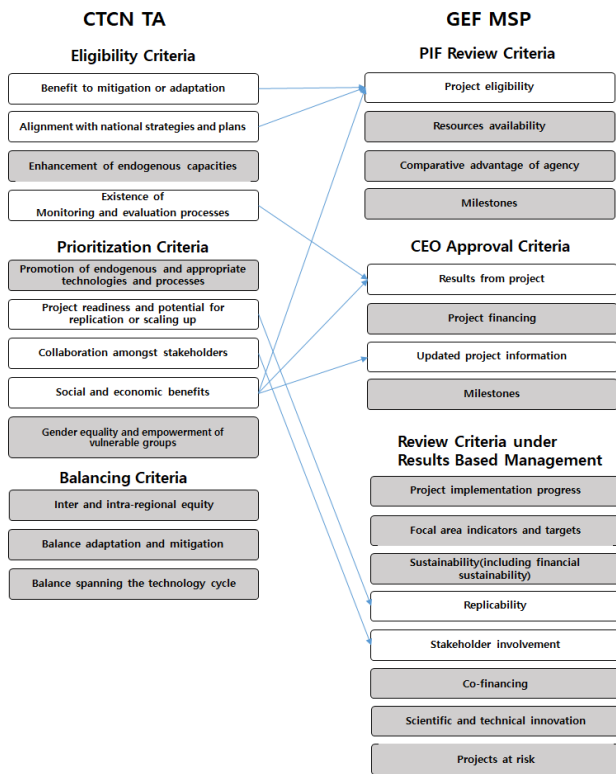 CTCN TA
Eligibility Criteria
Benefit to mitigation or adaptation
Alignment with national strategies and plans
Enhancement of endogenous capacities
Existence of
Monitoring and evaluation processes
Prioritization Criteria
Promotion of endogenous and appropriate
technologies and processes
Project readiness and potential for
replication or scaling up
Collaboration amongst stakeholders
Social and economic benefits
Gender equality and empowerment of
vulnerable groups
Balancing Criteria
Inter and intra-regional equity
Balance adaptation and mitigation
Balance spanning the technology cycle
GEF MSP
PIF Review Criteria
Project eligibility
Resources availability
Comparative advantage of agency
Milestones
CEO Approval Criteria
Results from project
Project financing
Updated project information
Milestones
Review Criteria under
Results Based Management
Project implementation progress
Focal area indicators and targets
Sustainability(including financial
sustainability)
Replicability
Stakeholder involvement
Co-financing
Scientific and technical innovation
Projects at risk